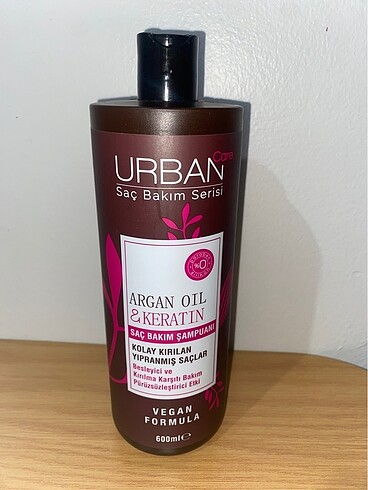 URBAN Care
Saç Bakım Serisi
%0
ARGAN OIL
& KERATIN
SAÇ BAKIM ŞAMPUANI
KOLAY KIRILAN
YIPRANMIŞ SAÇLAR
Besleyici ve
Kırılma Karşıtı Bakım
Pürüzsüzleştirici Etki
VEGAN
FORMULA
600ml ℮